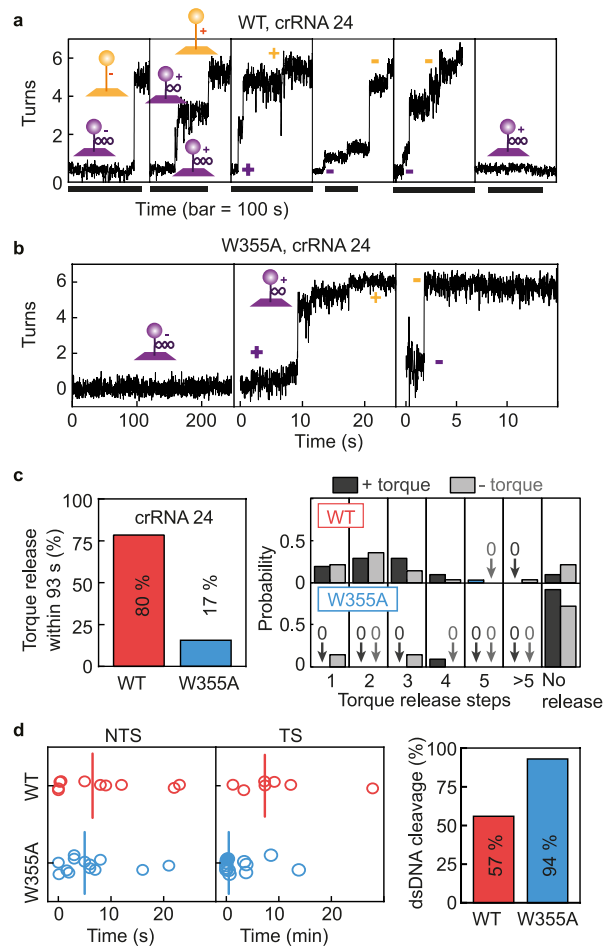 a
WT, crRNA 24
Turns
6
4
2
0
-
+
+
+
-
+
+
-
-
-
-
+
Time (bar = 100 s)
b
W355A, crRNA 24
Turns
6
4
2
0
-
+
+
+
-
-
0 100 200 0 10 20 0 5 10
Time (s)
c
Torque release
within 93 s (%)
100
75
50
25
0
crRNA 24
80 %
17 %
WT W355A
+ torque - torque
Probability
WT
0.5
0
0 0
W355A
0.5
0
0 0 0 0 0 0 0 0 0
1 2 3 4 5 >5 No
release
Torque release steps
d
NTS TS
WT
W355A
0 10 20 0 10 20
Time (s) Time (min)
dsDNA cleavage (%)
100
75
50
25
0
57 %
94 %
WT W355A